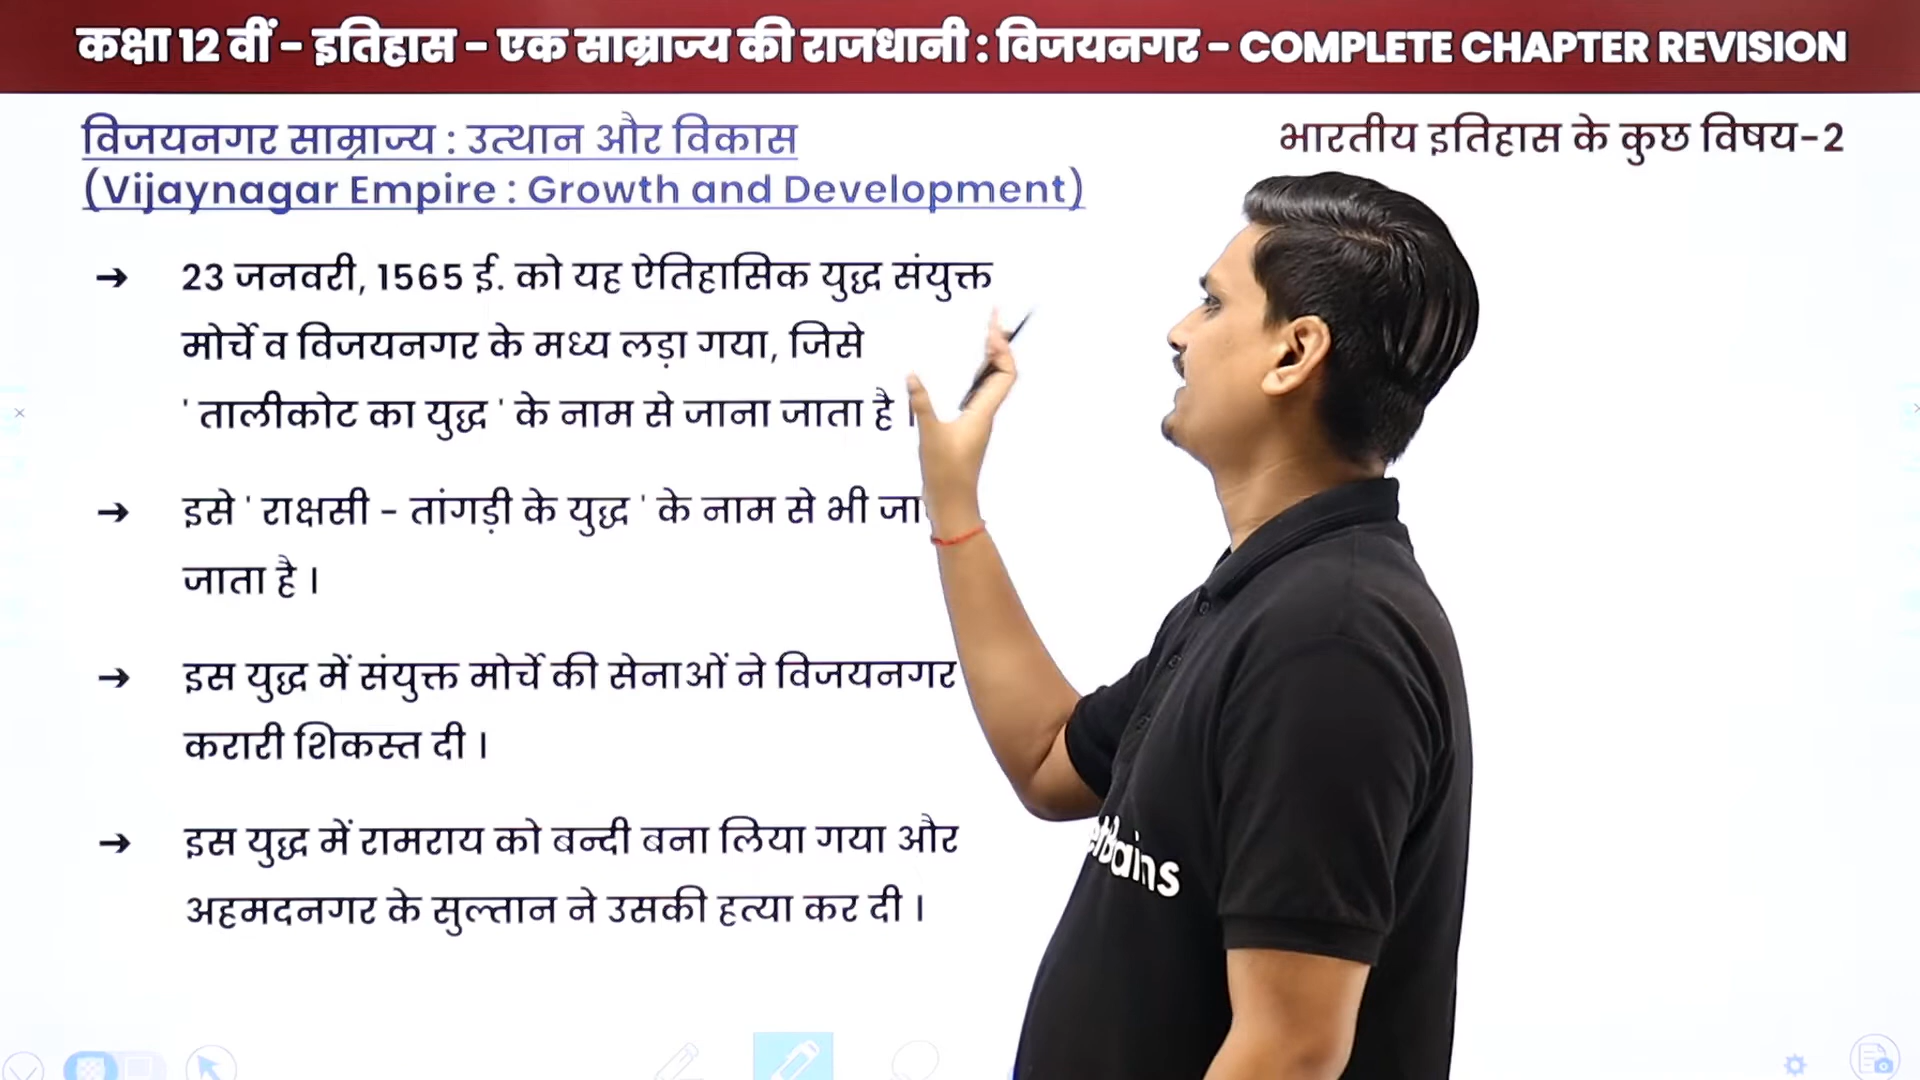 कक्षा 12 वीं - इतिहास - एक साम्राज्य की राजधानी : विजयनगर - COMPLETE CHAPTER REVISION
विजयनगर साम्राज्य : उत्थान और विकास
(Vijaynagar Empire : Growth and Development)
भारतीय इतिहास के कुछ विषय-2
➔ 23 जनवरी, 1565 ई. को यह ऐतिहासिक युद्ध संयुक्त
मोर्चे व विजयनगर के मध्य लड़ा गया, जिसे
' तालीकोट का युद्ध ' के नाम से जाना जाता है ।
➔ इसे ' राक्षसी - तांगड़ी के युद्ध ' के नाम से भी
जाता है ।
➔ इस युद्ध में संयुक्त मोर्चे की सेनाओं ने विजयनगर
करारी शिकस्त दी ।
➔ इस युद्ध में रामराय को बन्दी बना लिया गया और
अहमदनगर के सुल्तान ने उसकी हत्या कर दी ।